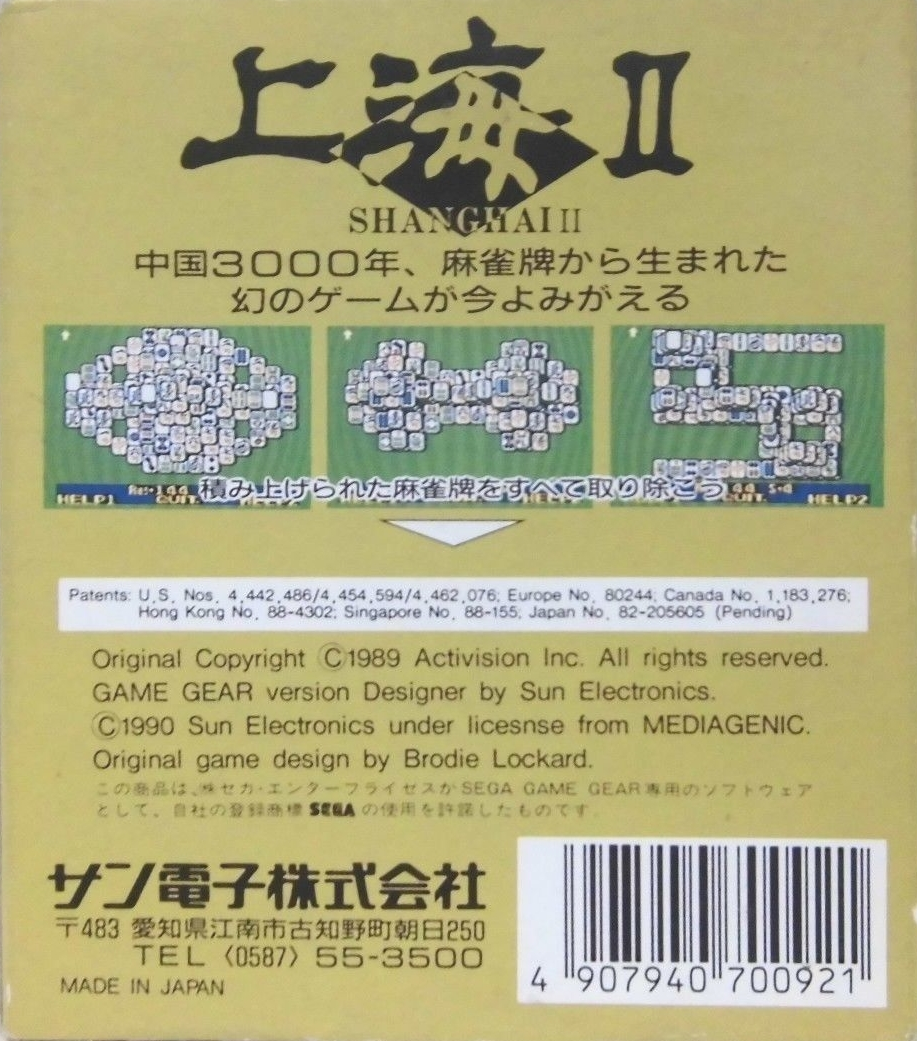 上海 II
SHANGHAI II
中国3000年、麻雀牌から生まれた
幻のゲームが今よみがえる
積み上げられた麻雀牌をすべて取り除こう
HELP1
HELP2
Patents: U.S. Nos. 4,442,486/4,454,594/4,462,076; Europe No. 80244; Canada No. 1,183,276;
Hong Kong No. 88-4302; Singapore No. 88-155; Japan No. 82-205605 (Pending)
Original Copyright Ⓒ1989 Activision Inc. All rights reserved.
GAME GEAR version Designer by Sun Electronics.
Ⓒ1990 Sun Electronics under licesnse from MEDIAGENIC.
Original game design by Brodie Lockard.
この商品は、㈱セガ・エンタープライゼスがSEGA GAME GEAR専用のソフトウェア
として、自社の登録商標 SEGA の使用を許諾したものです.
サン電子株式会社
〒483 愛知県江南市古知野町朝日250
TEL〈0587〉55-3500
MADE IN JAPAN
4 907940 700921